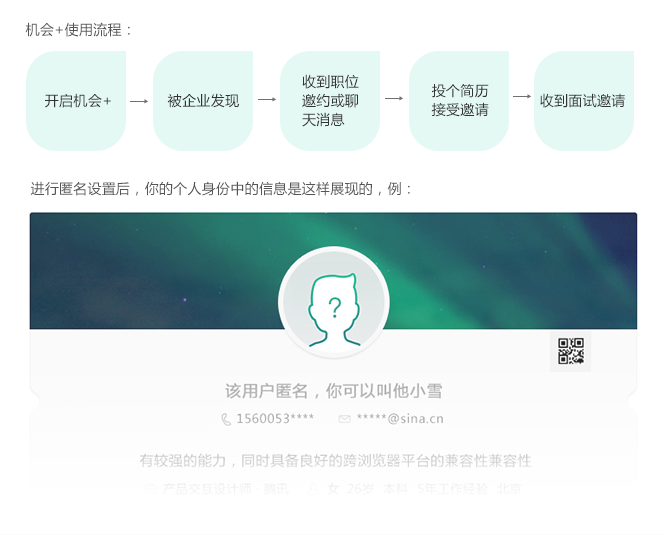 机会+使用流程：
开启机会+
被企业发现
收到职位
邀约或聊
天消息
投个简历
接受邀请
收到面试邀请
进行匿名设置后，你的个人身份中的信息是这样展现的，例：
?
该用户匿名，你可以叫他小雪
1560053**** *****@sina.cn
有较强的能力，同时具备良好的跨浏览器平台的兼容性兼容性
产品交互设计师·腾讯 女 26岁 本科 5年工作经验 北京